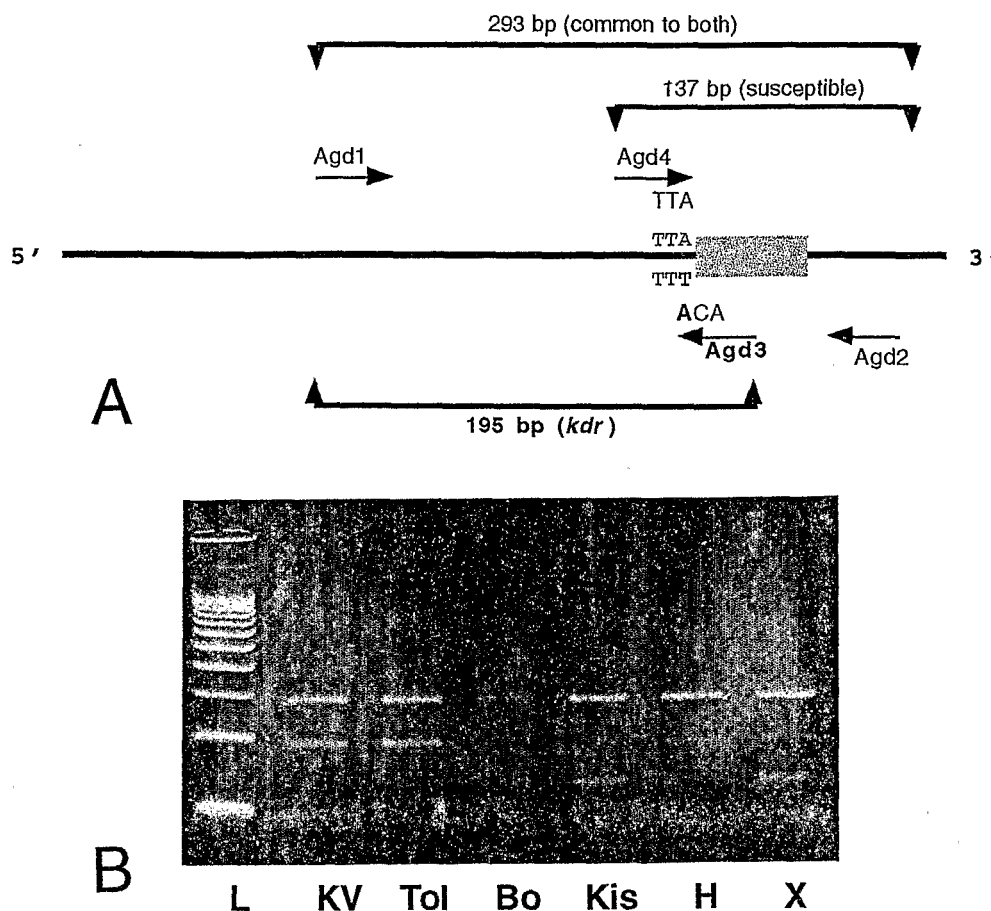 293 bp (common to both)
137 bp (susceptible)
Agd1
Agd4
TTA
5′
TTA
3
TTT
ACA
Agd3
Agd2
A
195 bp (kdr)
B
L KV Tol Bo Kis H X